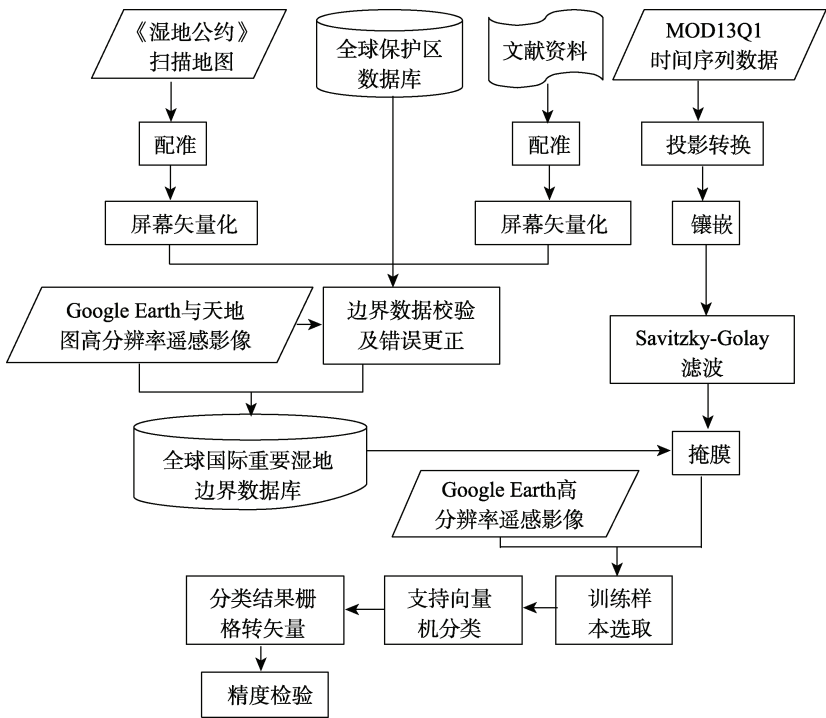 《湿地公约》
扫描地图
全球保护区
数据库
文献资料
MOD13Q1
时间序列数据
配准
配准
投影转换
屏幕矢量化
屏幕矢量化
镶嵌
Google Earth与天地
图高分辨率遥感影像
边界数据校验
及错误更正
Savitzky-Golay
滤波
全球国际重要湿地
边界数据库
掩膜
Google Earth高
分辨率遥感影像
分类结果栅
格转矢量
支持向量
机分类
训练样
本选取
精度检验